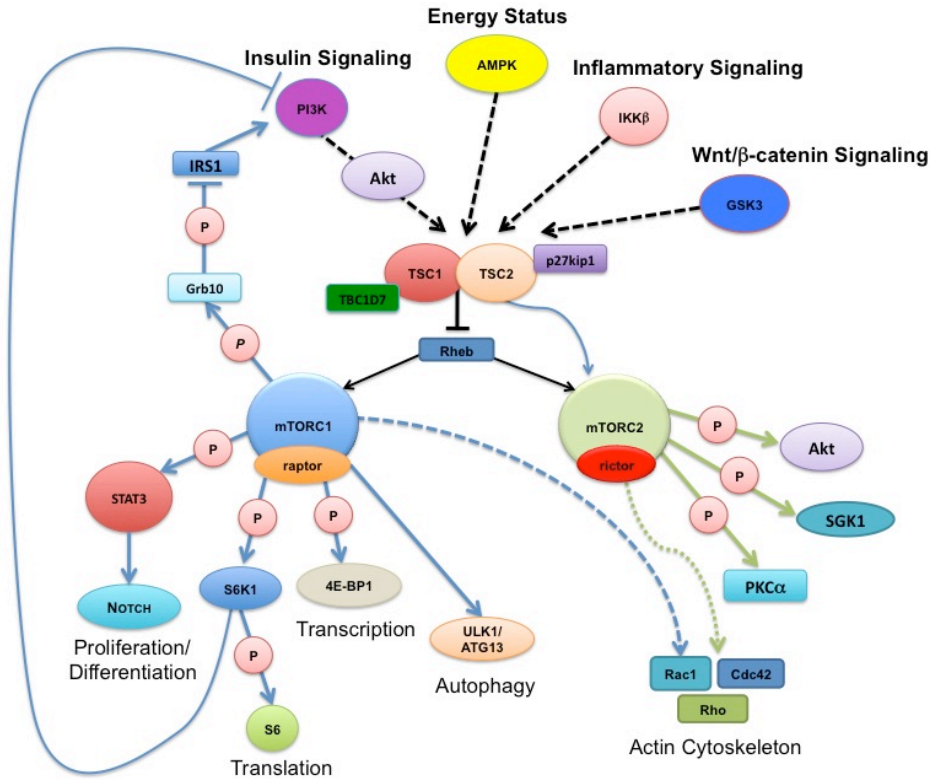 Energy Status
Insulin Signaling
AMPK
Inflammatory Signaling
PI3K
IKKβ
Wnt/β-catenin Signaling
IRS1
Akt
GSK3
P
TSC1
TSC2
p27kip1
Grb10
TBC1D7
P
Rheb
mTORC1
mTORC2
P
raptor
rictor
P
Akt
P
STAT3
P
P
P
SGK1
S6K1
4E-BP1
PKCα
NOTCH
Transcription
ULK1/
ATG13
Proliferation/
Differentiation
P
Autophagy
Rac1
Cdc42
Rho
S6
Actin Cytoskeleton
Translation